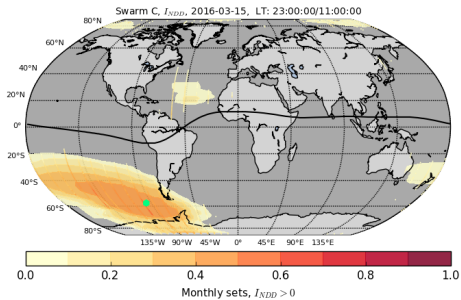 Swarm C, I_NDD, 2016-03-15, LT: 23:00:00/11:00:00
80°N
60°N
40°N
20°N
0°
20°S
40°S
60°S
80°S
135°W 90°W 45°W 0° 45°E 90°E 135°E
0.0 0.2 0.4 0.6 0.8 1.0
Monthly sets, I_NDD > 0